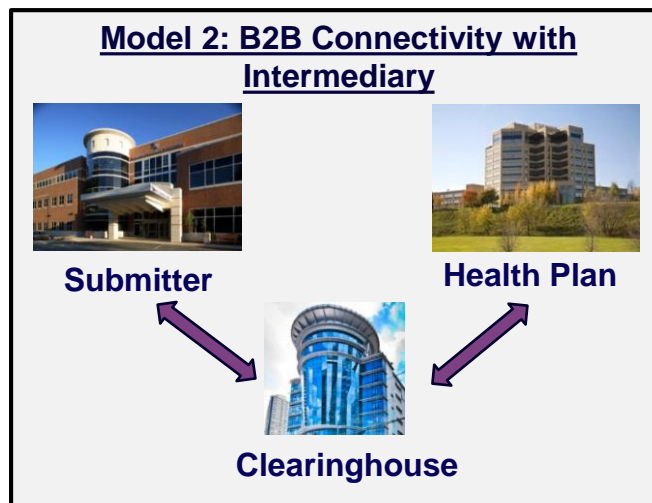 Model 2: B2B Connectivity with
Intermediary
Submitter
Health Plan
Clearinghouse